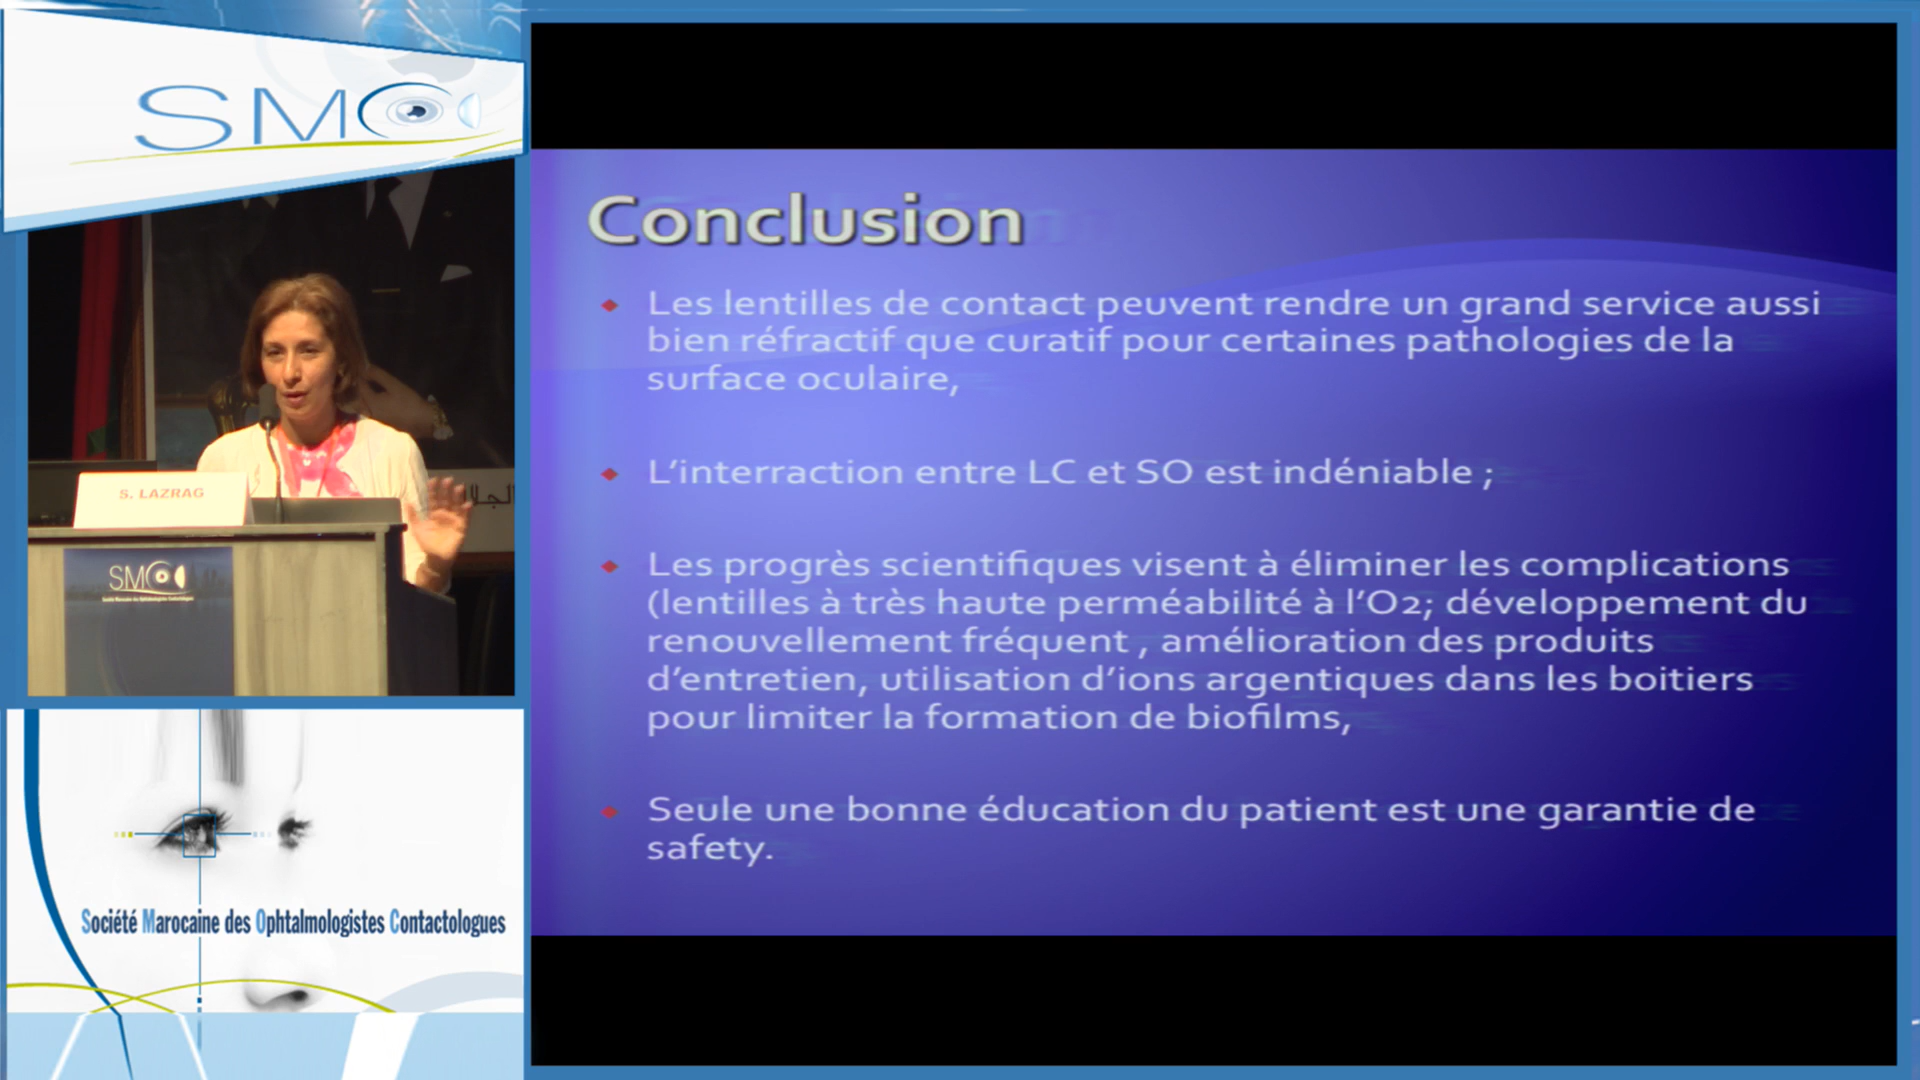 SMOC
S. LAZRAG
SMOC
Société Marocaine des Ophtalmologistes Contactologues
Conclusion
Les lentilles de contact peuvent rendre un grand service aussi
bien réfractif que curatif pour certaines pathologies de la
surface oculaire,
L’interraction entre LC et SO est indéniable ;
Les progrès scientifiques visent à éliminer les complications
(lentilles à très haute perméabilité à l’O2; développement du
renouvellement fréquent , amélioration des produits
d’entretien, utilisation d’ions argentiques dans les boitiers
pour limiter la formation de biofilms,
Seule une bonne éducation du patient est une garantie de
safety.